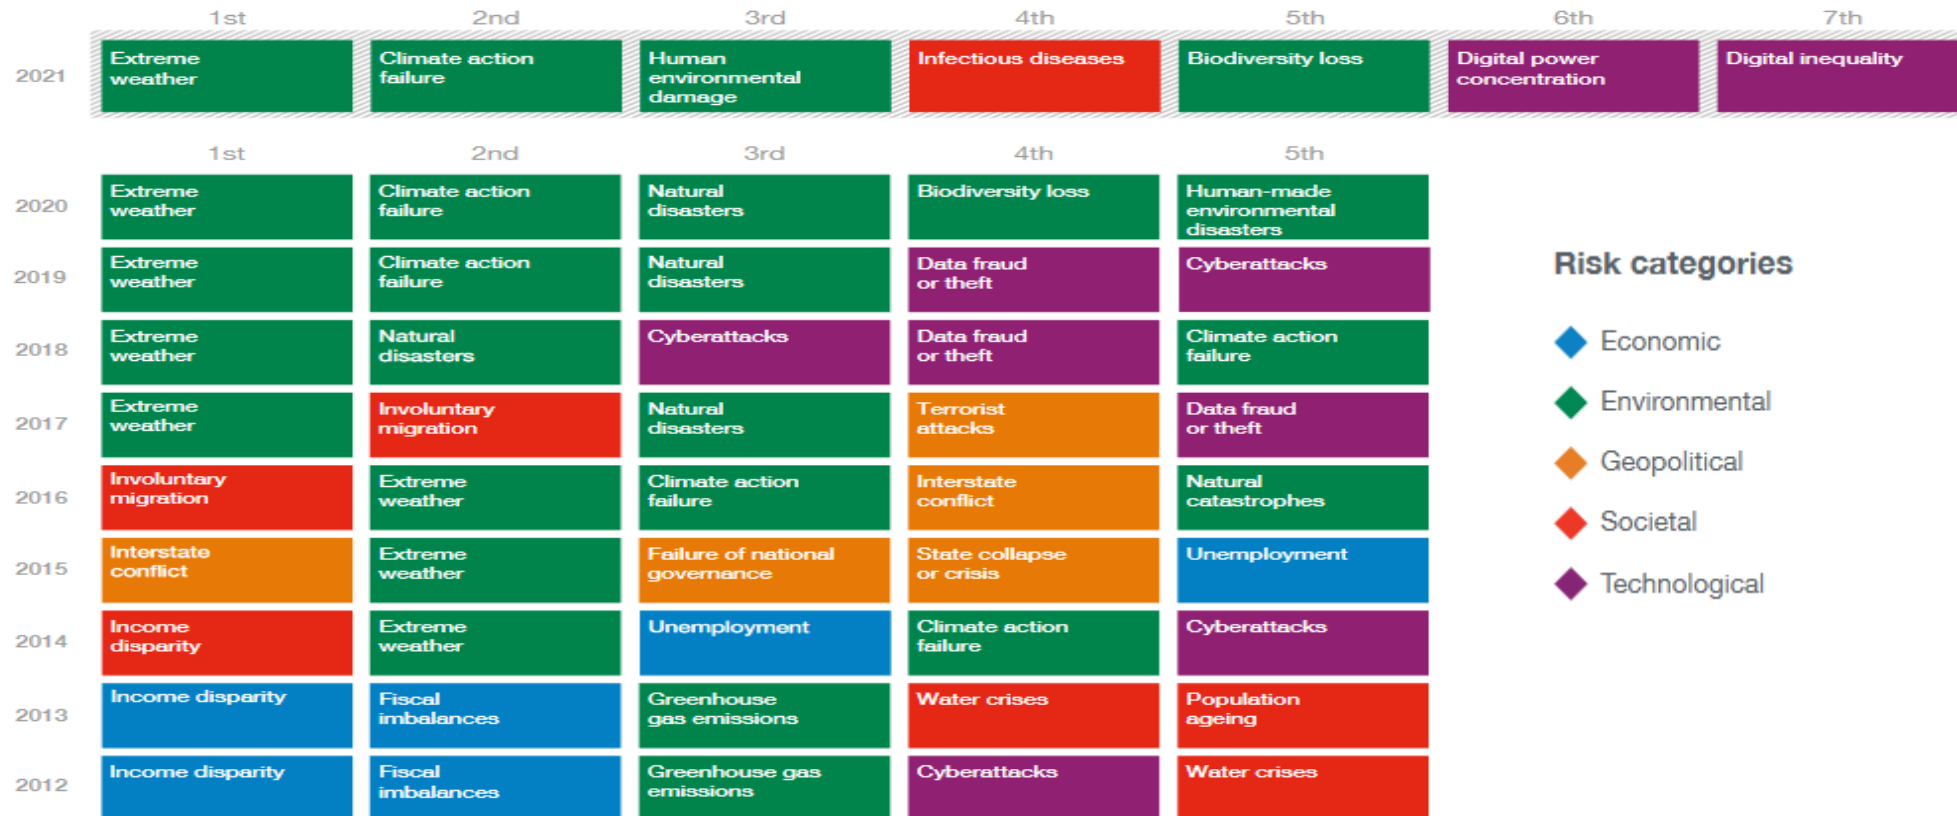 1st 2nd 3rd 4th 5th 6th 7th
2021
Extreme
weather
Climate action
failure
Human
environmental
damage
Infectious diseases
Biodiversity loss
Digital power
concentration
Digital inequality
1st 2nd 3rd 4th 5th
2020
Extreme
weather
Climate action
failure
Natural
disasters
Biodiversity loss
Human-made
environmental
disasters
2019
Extreme
weather
Climate action
failure
Natural
disasters
Data fraud
or theft
Cyberattacks
2018
Extreme
weather
Natural
disasters
Cyberattacks
Data fraud
or theft
Climate action
failure
2017
Extreme
weather
Involuntary
migration
Natural
disasters
Terrorist
attacks
Data fraud
or theft
2016
Involuntary
migration
Extreme
weather
Climate action
failure
Interstate
conflict
Natural
catastrophes
2015
Interstate
conflict
Extreme
weather
Failure of national
governance
State collapse
or crisis
Unemployment
2014
Income
disparity
Extreme
weather
Unemployment
Climate action
failure
Cyberattacks
2013
Income disparity
Fiscal
imbalances
Greenhouse
gas emissions
Water crises
Population
ageing
2012
Income disparity
Fiscal
imbalances
Greenhouse gas
emissions
Cyberattacks
Water crises
Risk categories
Economic
Environmental
Geopolitical
Societal
Technological